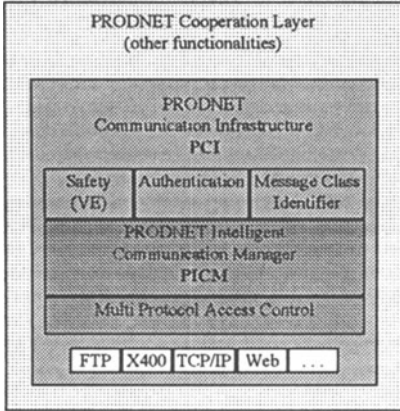 PRODNET Cooperation Layer
(other functionalities)
PRODNET
Communication Infrastructure
PCI
Safety
(VE)
Authentication
Message Class
Identifier
PRODNET Intelligent
Communication Manager
PICM
Multi Protocol Access Control
FTP X400 TCP/IP Web ...